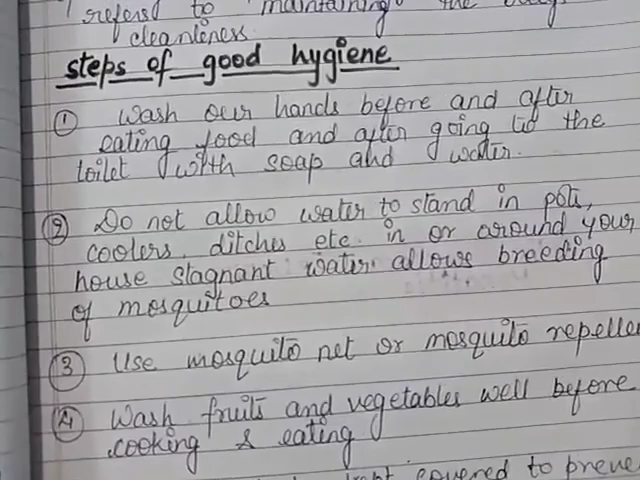 refers to maintaining the
cleanliness
steps of good hygiene
① Wash our hands before and after
eating food and after going to the
toilet with soap and water.
② Do not allow water to stand in pots,
coolers, ditches etc. in or around your
house stagnant water allows breeding
of mosquitoes
③ Use mosquito net or mosquito repelle
④ Wash fruits and vegetables well before
cooking & eating
covered to preve